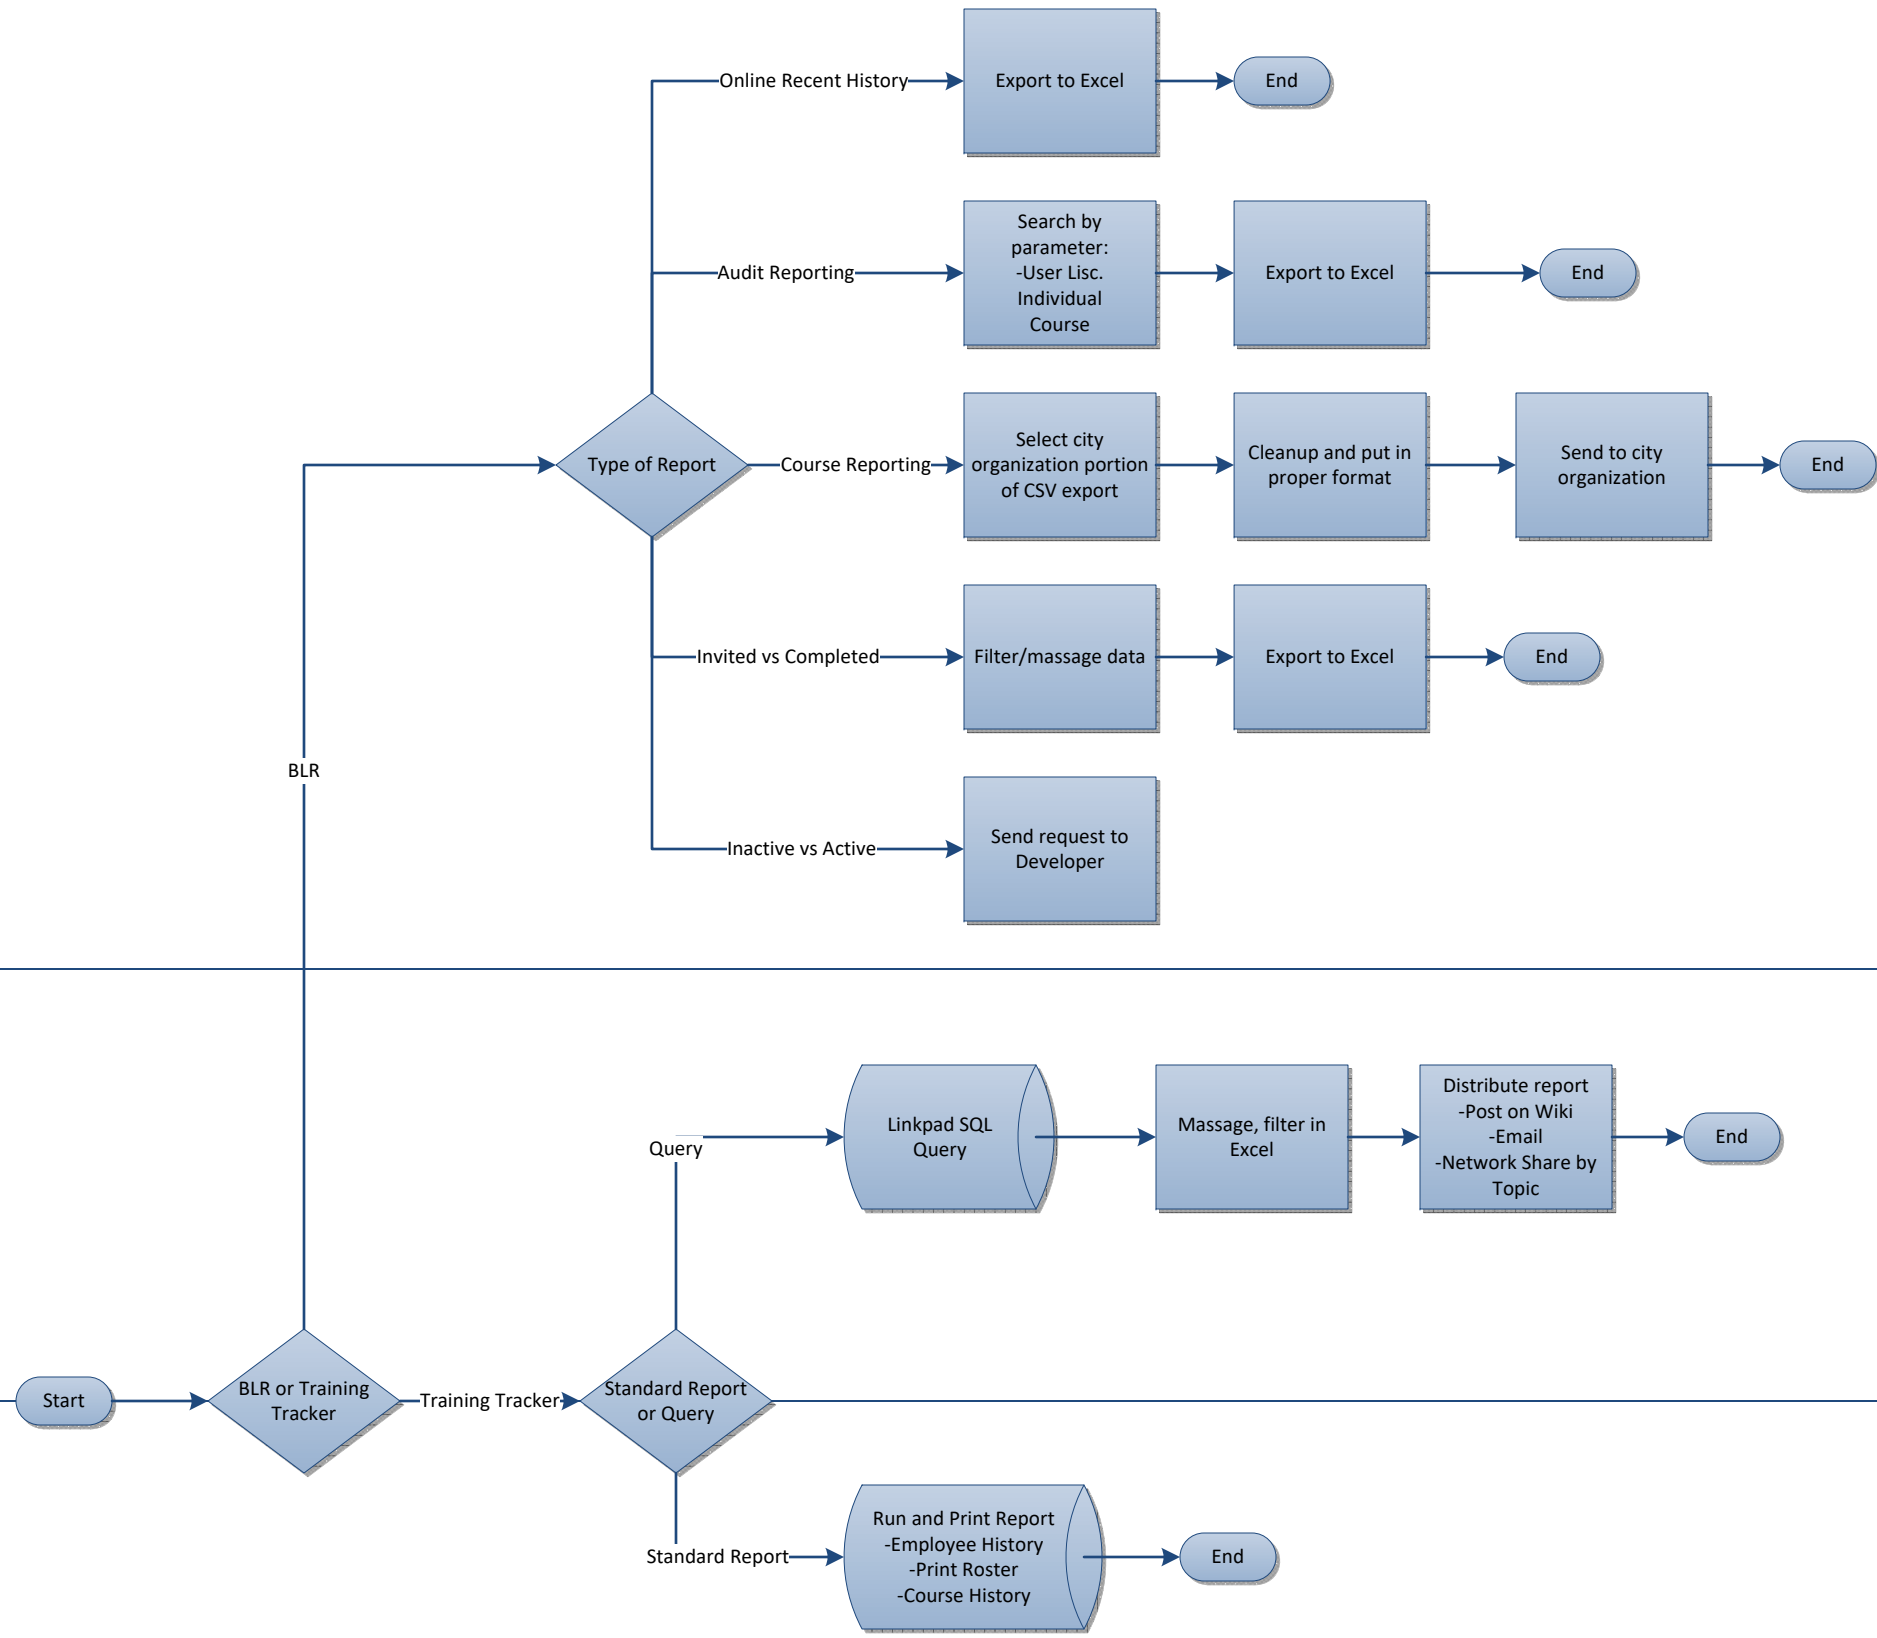 Online Recent History
Export to Excel
End
Audit Reporting
Search by
parameter:
-User Lisc.
Individual
Course
Export to Excel
End
Type of Report
Course Reporting
Select city
organization portion
of CSV export
Cleanup and put in
proper format
Send to city
organization
End
Invited vs Completed
Filter/massage data
Export to Excel
End
BLR
Inactive vs Active
Send request to
Developer
Query
Linkpad SQL
Query
Massage, filter in
Excel
Distribute report
-Post on Wiki
-Email
-Network Share by
Topic
End
Start
BLR or Training
Tracker
Training Tracker
Standard Report
or Query
Standard Report
Run and Print Report
-Employee History
-Print Roster
-Course History
End